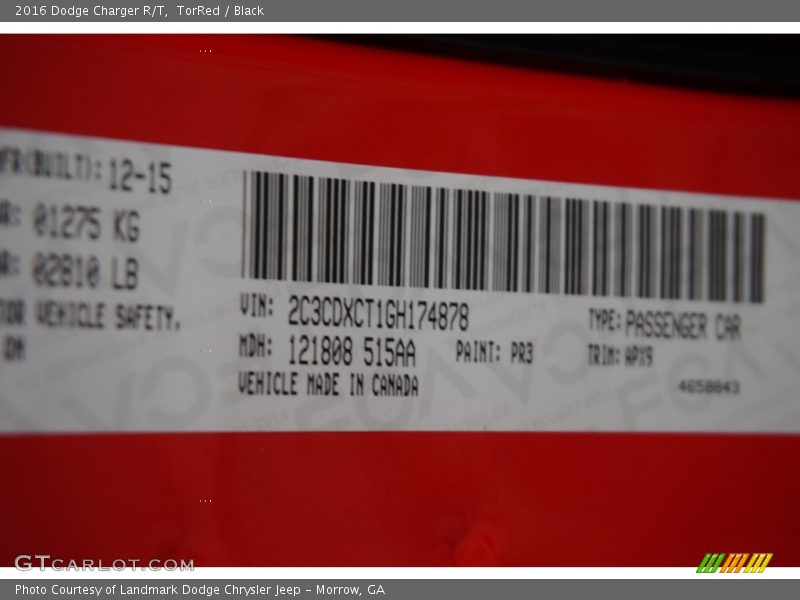 2016 Dodge Charger R/T, TorRed / Black
FR(BUILT): 12-15
R: 01275 KG
R: 02810 LB
TOR VEHICLE SAFETY,
ON
VIN: 2C3CDXCT1GH174878
MDH: 121808 515AA
PAINT: PR3
VEHICLE MADE IN CANADA
TYPE: PASSENGER CAR
TRIM: APX9
4658843
GTCARLOT.COM
Photo Courtesy of Landmark Dodge Chrysler Jeep – Morrow, GA